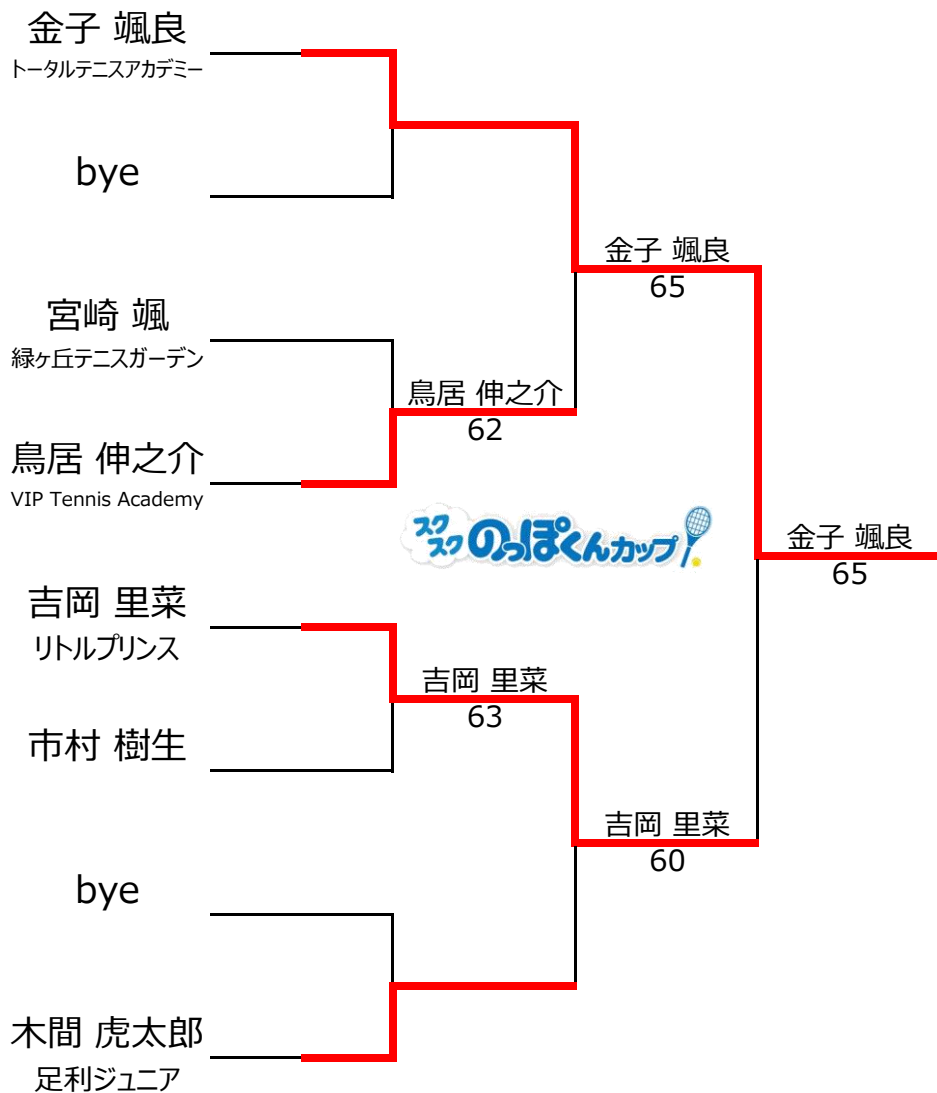 金子 颯良
トータルテニスアカデミー
bye
金子 颯良
65
宮崎 颯
緑ヶ丘テニスガーデン
鳥居 伸之介
62
鳥居 伸之介
VIP Tennis Academy
スク
スク のっぽくんカップ
金子 颯良
65
吉岡 里菜
リトルプリンス
吉岡 里菜
63
市村 樹生
吉岡 里菜
60
bye
木間 虎太郎
足利ジュニア